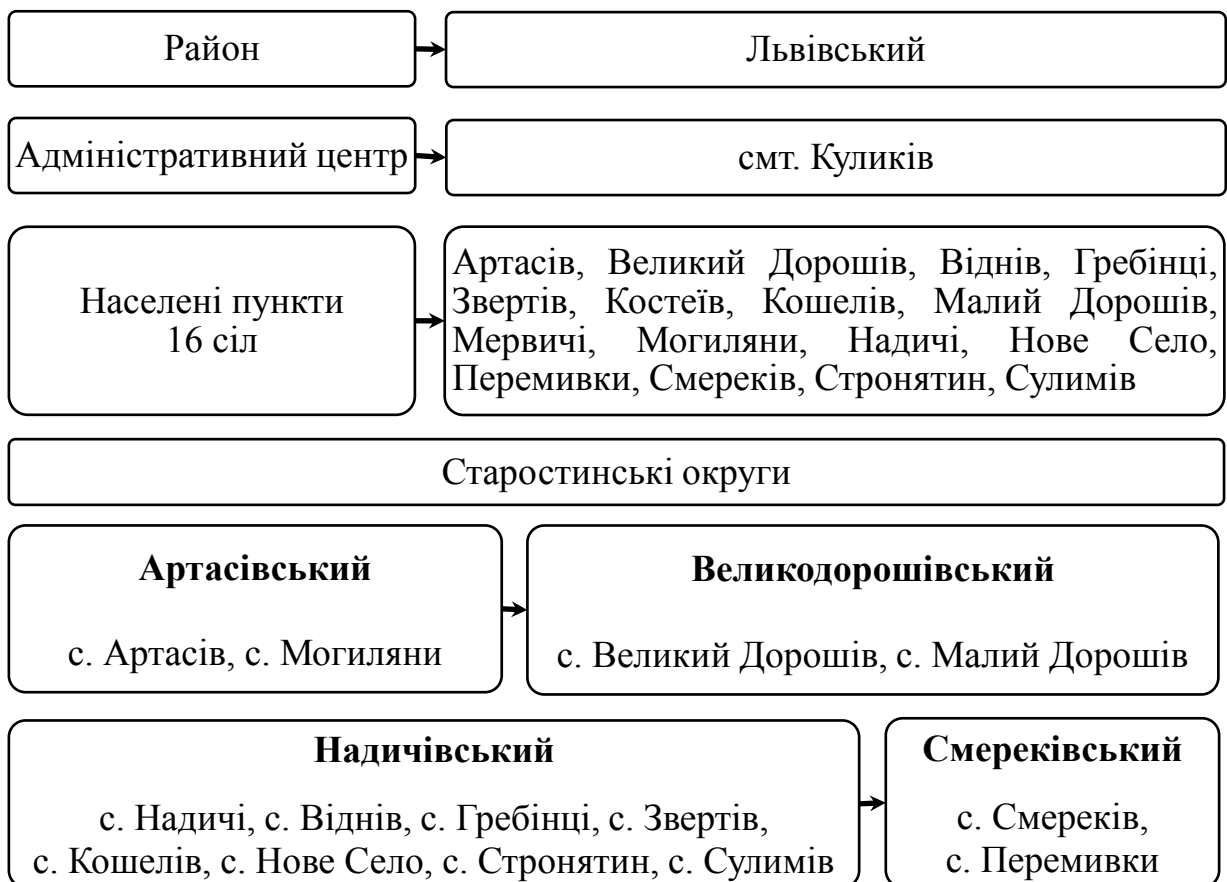 Район
Львівський
Адміністративний центр
смт. Куликів
Населені пункти
16 сіл
Артасів, Великий Дорошів, Віднів, Гребінці,
Звертів, Костеїв, Кошелів, Малий Дорошів,
Мервичі, Могиляни, Надичі, Нове Село,
Перемивки, Смереків, Стронятин, Сулимів
Старостинські округи
Артасівський
с. Артасів, с. Могиляни
Великодорошівський
с. Великий Дорошів, с. Малий Дорошів
Надичівський
с. Надичі, с. Віднів, с. Гребінці, с. Звертів,
с. Кошелів, с. Нове Село, с. Стронятин, с. Сулимів
Смереківський
с. Смереків,
с. Перемивки